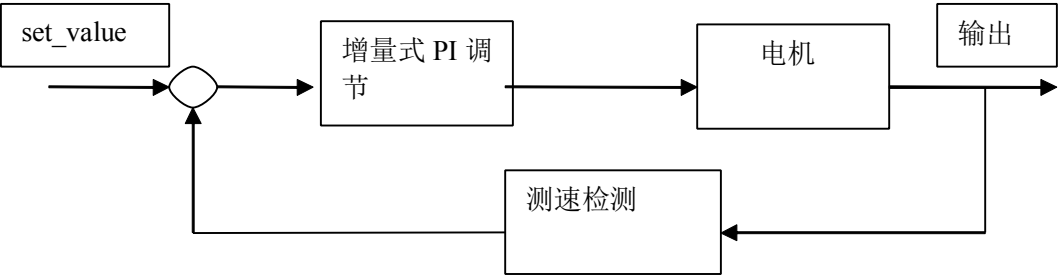 set_value
增量式 PI 调
节
电机
输出
测速检测